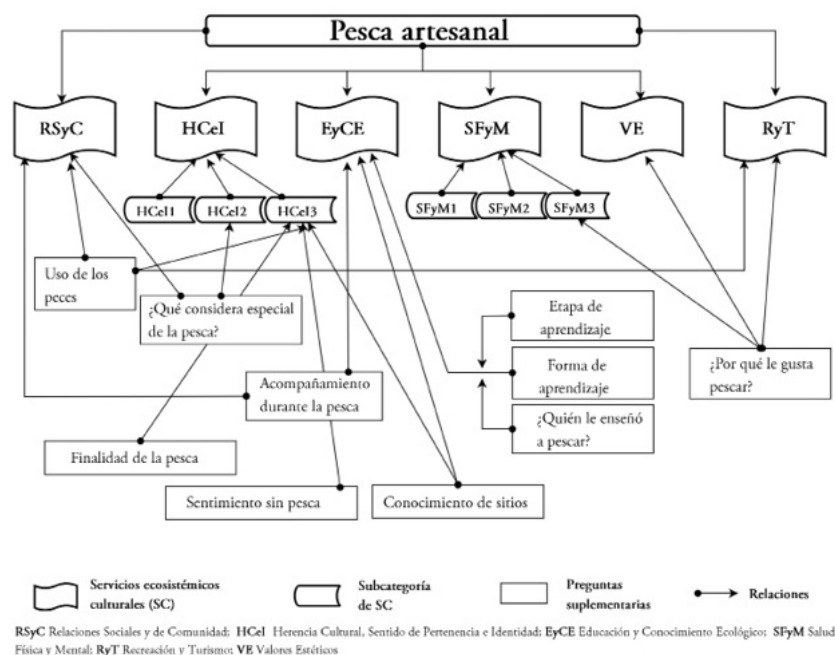 Pesca artesanal
RSyC
HCeI
EyCE
SFyM
VE
RyT
HCeI1
HCeI2
HCeI3
SFyM1
SFyM2
SFyM3
Uso de los
peces
¿Qué considera especial
de la pesca?
Etapa de
aprendizaje
Forma de
aprendizaje
¿Por qué le gusta
pescar?
Acompañamiento
durante la pesca
¿Quién le enseñó
a pescar?
Finalidad de la pesca
Sentimiento sin pesca
Conocimiento de sitios
Servicios ecosistémicos
culturales (SC)
Subcategoría
de SC
Preguntas
suplementarias
Relaciones
RSyC Relaciones Sociales y de Comunidad; HCeI Herencia Cultural, Sentido de Pertenencia e Identidad; EyCE Educación y Conocimiento Ecológico; SFyM Salud
Física y Mental; RyT Recreación y Turismo; VE Valores Estéticos